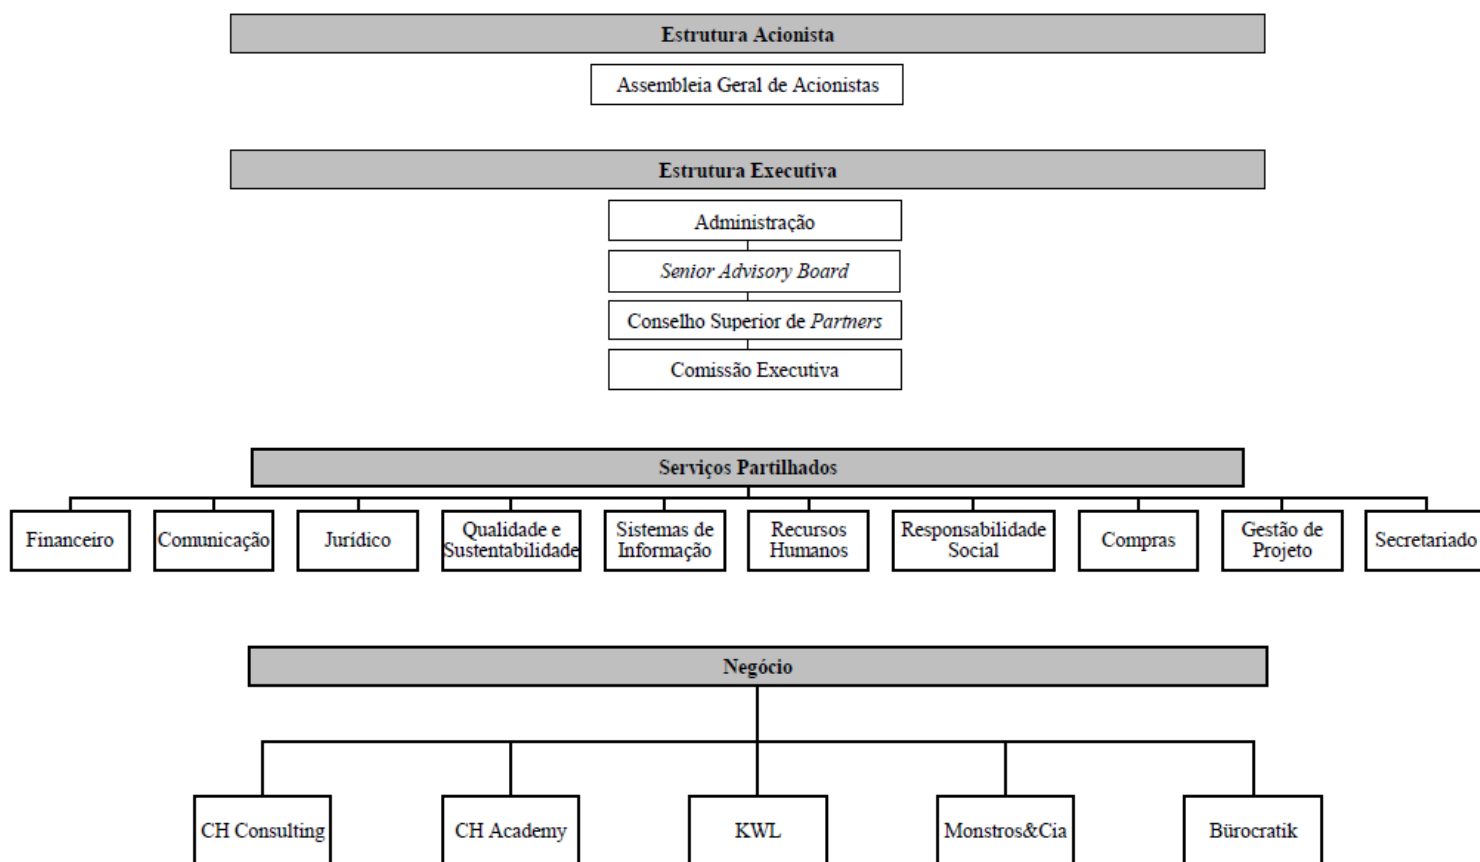 Estrutura Acionista
Assembleia Geral de Acionistas
Estrutura Executiva
Administração
Senior Advisory Board
Conselho Superior de Partners
Comissão Executiva
Serviços Partilhados
Financeiro
Comunicação
Jurídico
Qualidade e
Sustentabilidade
Sistemas de
Informação
Recursos
Humanos
Responsabilidade
Social
Compras
Gestão de
Projeto
Secretariado
Negócio
CH Consulting
CH Academy
KWL
Monstros&Cia
Bürocratik